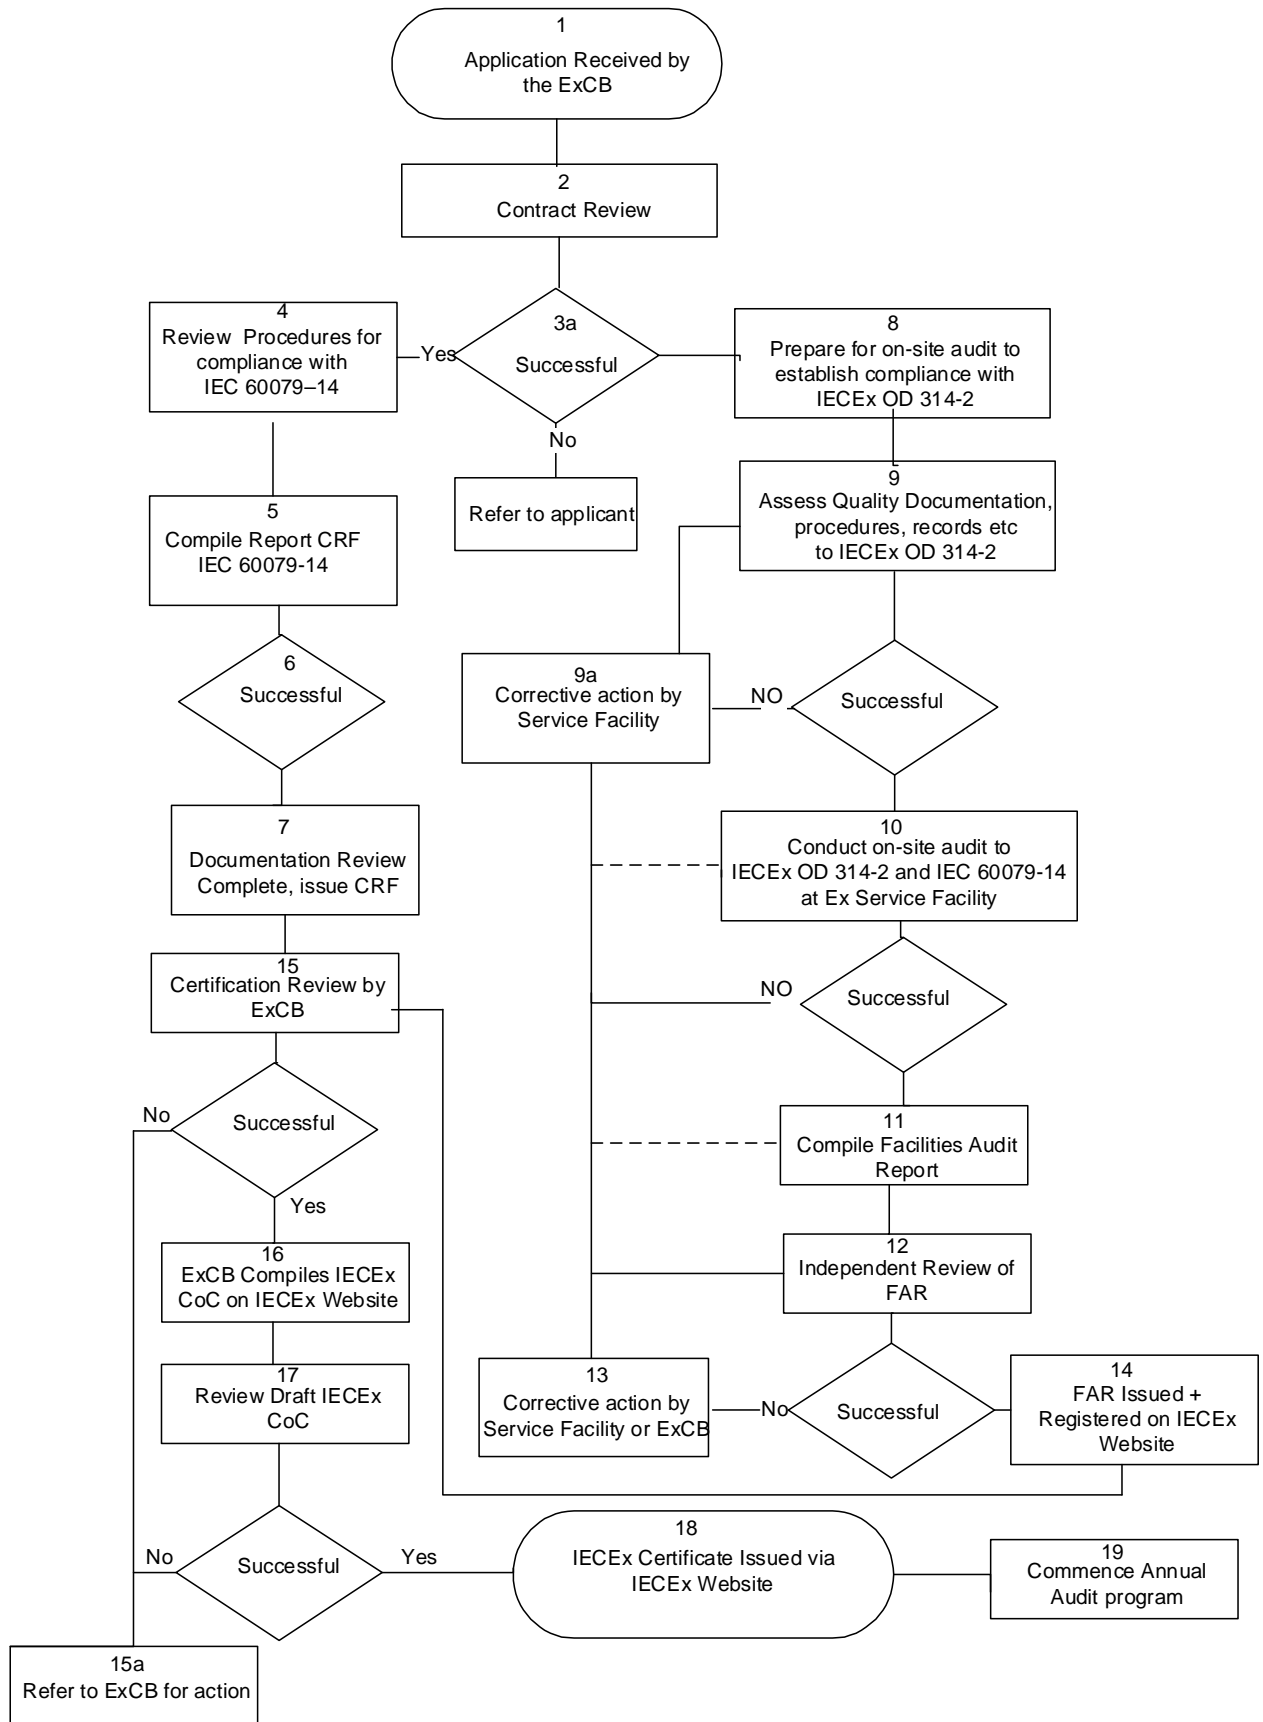 1
Application Received by
the ExCB
2
Contract Review
3a
Successful
Yes
No
4
Review Procedures for
compliance with
IEC 60079–14
8
Prepare for on-site audit to
establish compliance with
IECEx OD 314-2
Refer to applicant
5
Compile Report CRF
IEC 60079-14
9
Assess Quality Documentation,
procedures, records etc
to IECEx OD 314-2
6
Successful
9a
Corrective action by
Service Facility
NO
Successful
7
Documentation Review
Complete, issue CRF
10
Conduct on-site audit to
IECEx OD 314-2 and IEC 60079-14
at Ex Service Facility
15
Certification Review by
ExCB
NO
Successful
No
Successful
Yes
11
Compile Facilities Audit
Report
16
ExCB Compiles IECEx
CoC on IECEx Website
12
Independent Review of
FAR
17
Review Draft IECEx
CoC
13
Corrective action by
Service Facility or ExCB
No
Successful
14
FAR Issued +
Registered on IECEx
Website
No
Successful
Yes
18
IECEx Certificate Issued via
IECEx Website
19
Commence Annual
Audit program
15a
Refer to ExCB for action